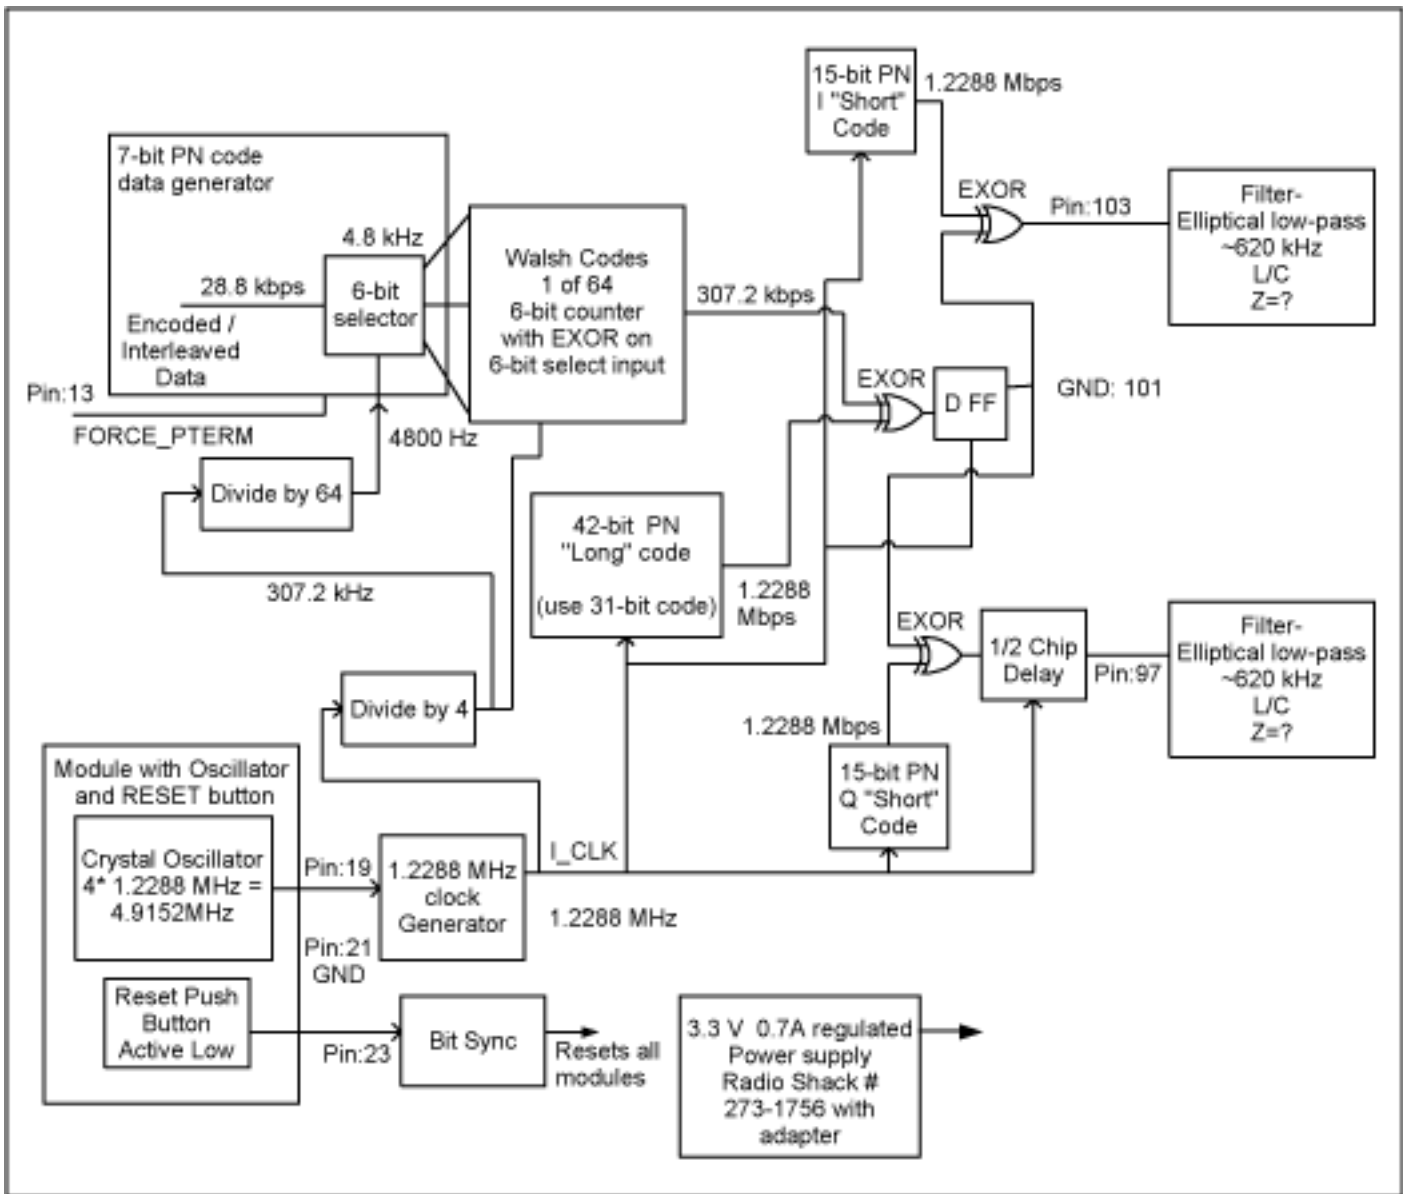 15-bit PN
I "Short"
Code
1.2288 Mbps
7-bit PN code
data generator
4.8 kHz
28.8 kbps
6-bit
selector
Encoded /
Interleaved
Data
Walsh Codes
1 of 64
6-bit counter
with EXOR on
6-bit select input
307.2 kbps
EXOR
Pin:103
Filter-
Elliptical low-pass
~620 kHz
L/C
Z=?
Pin:13
FORCE_PTERM
4800 Hz
EXOR
D FF
GND: 101
Divide by 64
307.2 kHz
42-bit PN
"Long" code
(use 31-bit code)
1.2288
Mbps
EXOR
1/2 Chip
Delay
Pin:97
Filter-
Elliptical low-pass
~620 kHz
L/C
Z=?
Divide by 4
1.2288 Mbps
15-bit PN
Q "Short"
Code
Module with Oscillator
and RESET button
Crystal Oscillator
4* 1.2288 MHz =
4.9152MHz
Pin:19
1.2288 MHz
clock
Generator
I_CLK
1.2288 MHz
Pin:21
GND
Reset Push
Button
Active Low
Pin:23
Bit Sync
Resets all
modules
3.3 V 0.7A regulated
Power supply
Radio Shack #
273-1756 with
adapter